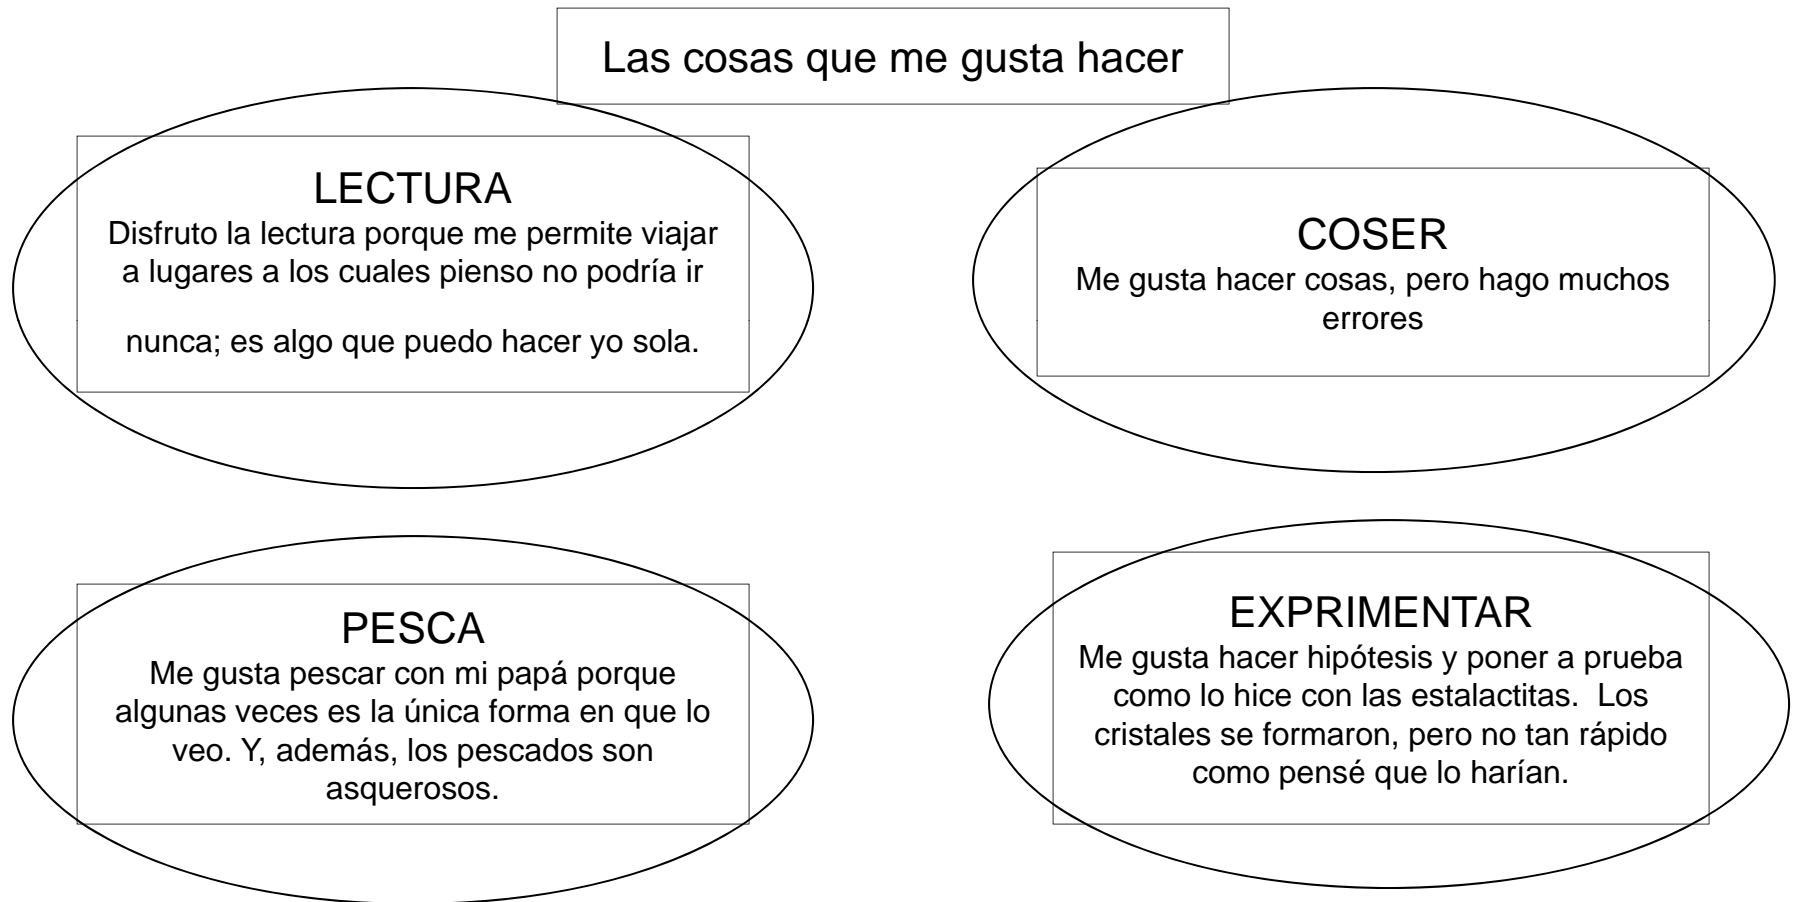 Las cosas que me gusta hacer
LECTURA
Disfruto la lectura porque me permite viajar
a lugares a los cuales pienso no podría ir
nunca; es algo que puedo hacer yo sola.
COSER
Me gusta hacer cosas, pero hago muchos
errores
PESCA
Me gusta pescar con mi papá porque
algunas veces es la única forma en que lo
veo. Y, además, los pescados son
asquerosos.
EXPRIMENTAR
Me gusta hacer hipótesis y poner a prueba
como lo hice con las estalactitas.  Los
cristales se formaron, pero no tan rápido
como pensé que lo harían.